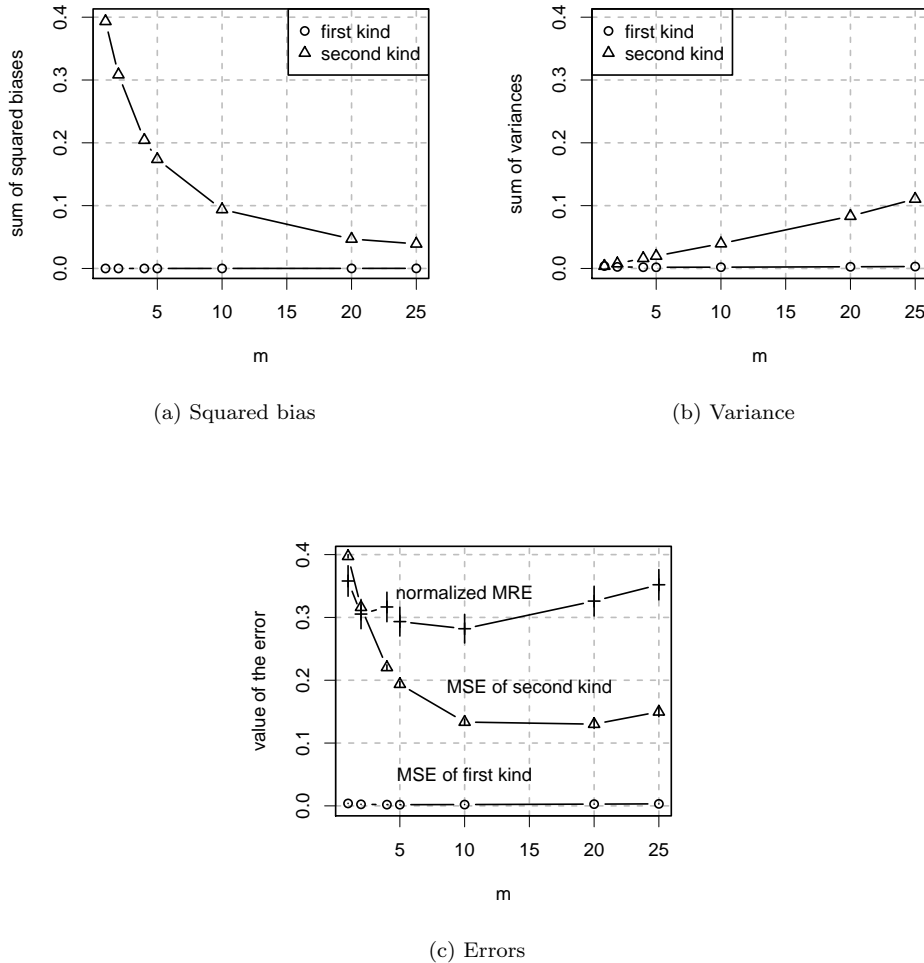 sum of squared biases
0.4
0.3
0.2
0.1
0.0
first kind
second kind
5
10
15
20
25
m
(a) Squared bias
sum of variances
0.4
0.3
0.2
0.1
0.0
first kind
second kind
5
10
15
20
25
m
(b) Variance
value of the error
0.4
0.3
0.2
0.1
0.0
normalized MRE
MSE of second kind
MSE of first kind
5
10
15
20
25
m
(c) Errors